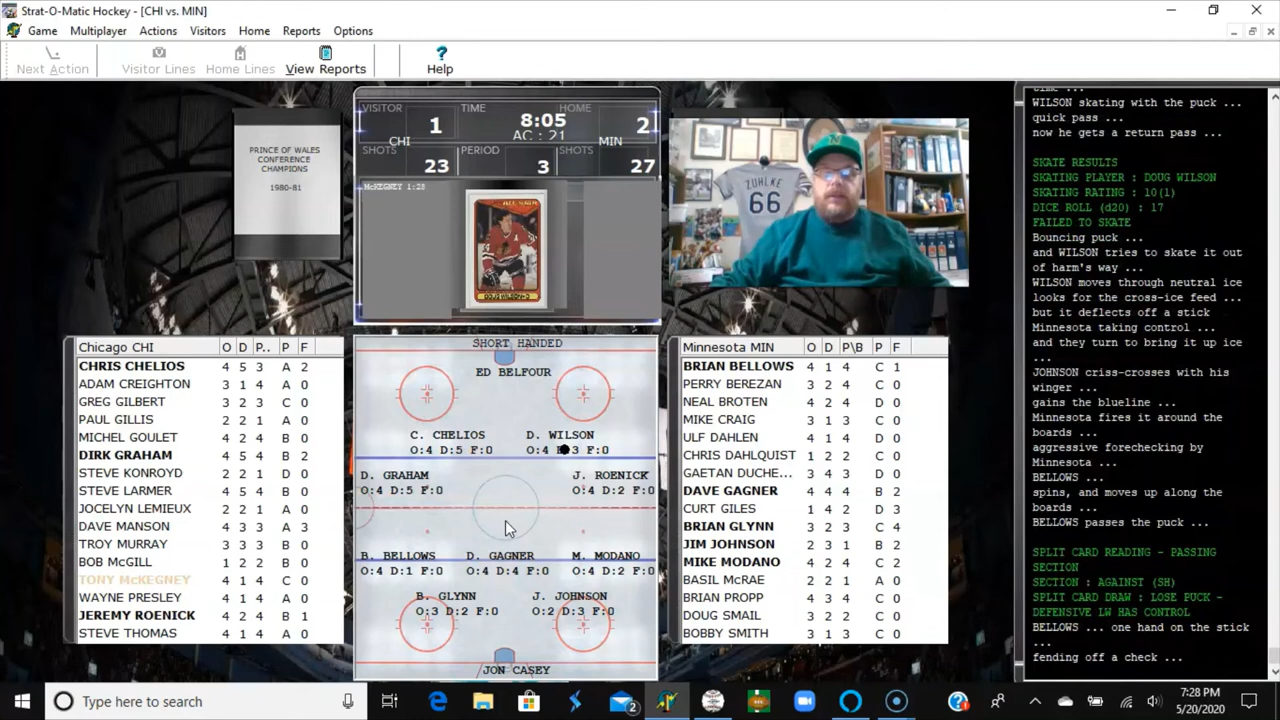 Strat-O-Matic Hockey - [CHI vs. MIN]
Game Multiplayer Actions Visitors Home Reports Options
Next Action Visitor Lines Home Lines View Reports Help
PRINCE OF WALES
CONFERENCE
CHAMPIONS
1980-81
VISITOR TIME HOME
CHI 1 8:05 MIN 2
AC : 21
SHOTS PERIOD SHOTS
23 3 27
McKEGNEY 1:28
DOUG WILSON
ZUHLKE
66
Chicago CHI O D P.. P F
CHRIS CHELIOS 4 5 3 A 2
ADAM CREIGHTON 3 1 4 A 0
GREG GILBERT 3 2 3 C 0
PAUL GILLIS 2 2 1 A 0
MICHEL GOULET 4 2 4 B 0
DIRK GRAHAM 4 5 4 B 2
STEVE KONROYD 2 2 1 D 0
STEVE LARMER 4 5 4 B 0
JOCELYN LEMIEUX 2 2 1 A 0
DAVE MANSON 4 3 3 A 3
TROY MURRAY 3 3 3 B 0
BOB McGILL 1 2 2 B 0
TONY McKEGNEY 4 1 4 C 0
WAYNE PRESLEY 4 1 4 A 0
JEREMY ROENICK 4 2 4 B 1
STEVE THOMAS 4 1 4 A 0
SHORT HANDED
ED BELFOUR
C. CHELIOS D. WILSON
O:4 D:5 F:0 O:4 3 F:0
D. GRAHAM J. ROENICK
O:4 D:5 F:0 O:4 D:2 F:0
B. BELLOWS D. GAGNER M. MODANO
O:4 D:1 F:0 O:4 D:4 F:0 O:4 D:2 F:0
B. GLYNN J. JOHNSON
O:3 D:2 F:0 O:2 D:3 F:0
JON CASEY
Minnesota MIN O D P\B P F
BRIAN BELLOWS 4 1 4 C 1
PERRY BEREZAN 2 4 2 C 0
NEAL BROTEN 4 2 4 D 0
MIKE CRAIG 3 1 3 C 0
ULF DAHLEN 4 1 4 D 0
CHRIS DAHLQUIST 2 2 1 C 0
GAETAN DUCHE... 3 4 3 D 0
DAVE GAGNER 4 4 4 B 2
CURT GILES 1 4 2 D 3
BRIAN GLYNN 3 2 3 C 4
JIM JOHNSON 2 3 1 B 2
MIKE MODANO 4 2 4 C 2
BASIL McRAE 2 2 1 A 0
BRIAN PROPP 4 3 4 C 0
DOUG SMAIL 3 2 2 C 0
BOBBY SMITH 3 1 3 C 0
time ...
WILSON skating with the puck ...
quick pass ...
now he gets a return pass ...
SKATE RESULTS
SKATING PLAYER : DOUG WILSON
SKATING RATING : 10(1)
DICE ROLL (d20) : 17
FAILED TO SKATE
Bouncing puck ...
and WILSON tries to skate it out
of harm's way ...
WILSON moves through neutral ice
looks for the cross-ice feed ...
but it deflects off a stick
Minnesota taking control ...
and they turn to bring it up ice
...
JOHNSON criss-crosses with his
winger ...
gains the blueline ...
Minnesota fires it around the
boards ...
aggressive forechecking by
Minnesota ...
BELLOWS ...
spins, and moves up along the
boards ...
BELLOWS passes the puck ...
SPLIT CARD READING - PASSING
SECTION
SECTION : AGAINST (SH)
SPLIT CARD DRAW : LOSE PUCK -
DEFENSIVE LW HAS CONTROL
BELLOWS ... one hand on the stick
...
fending off a check ...
Type here to search
2
7:28 PM
5/20/2020